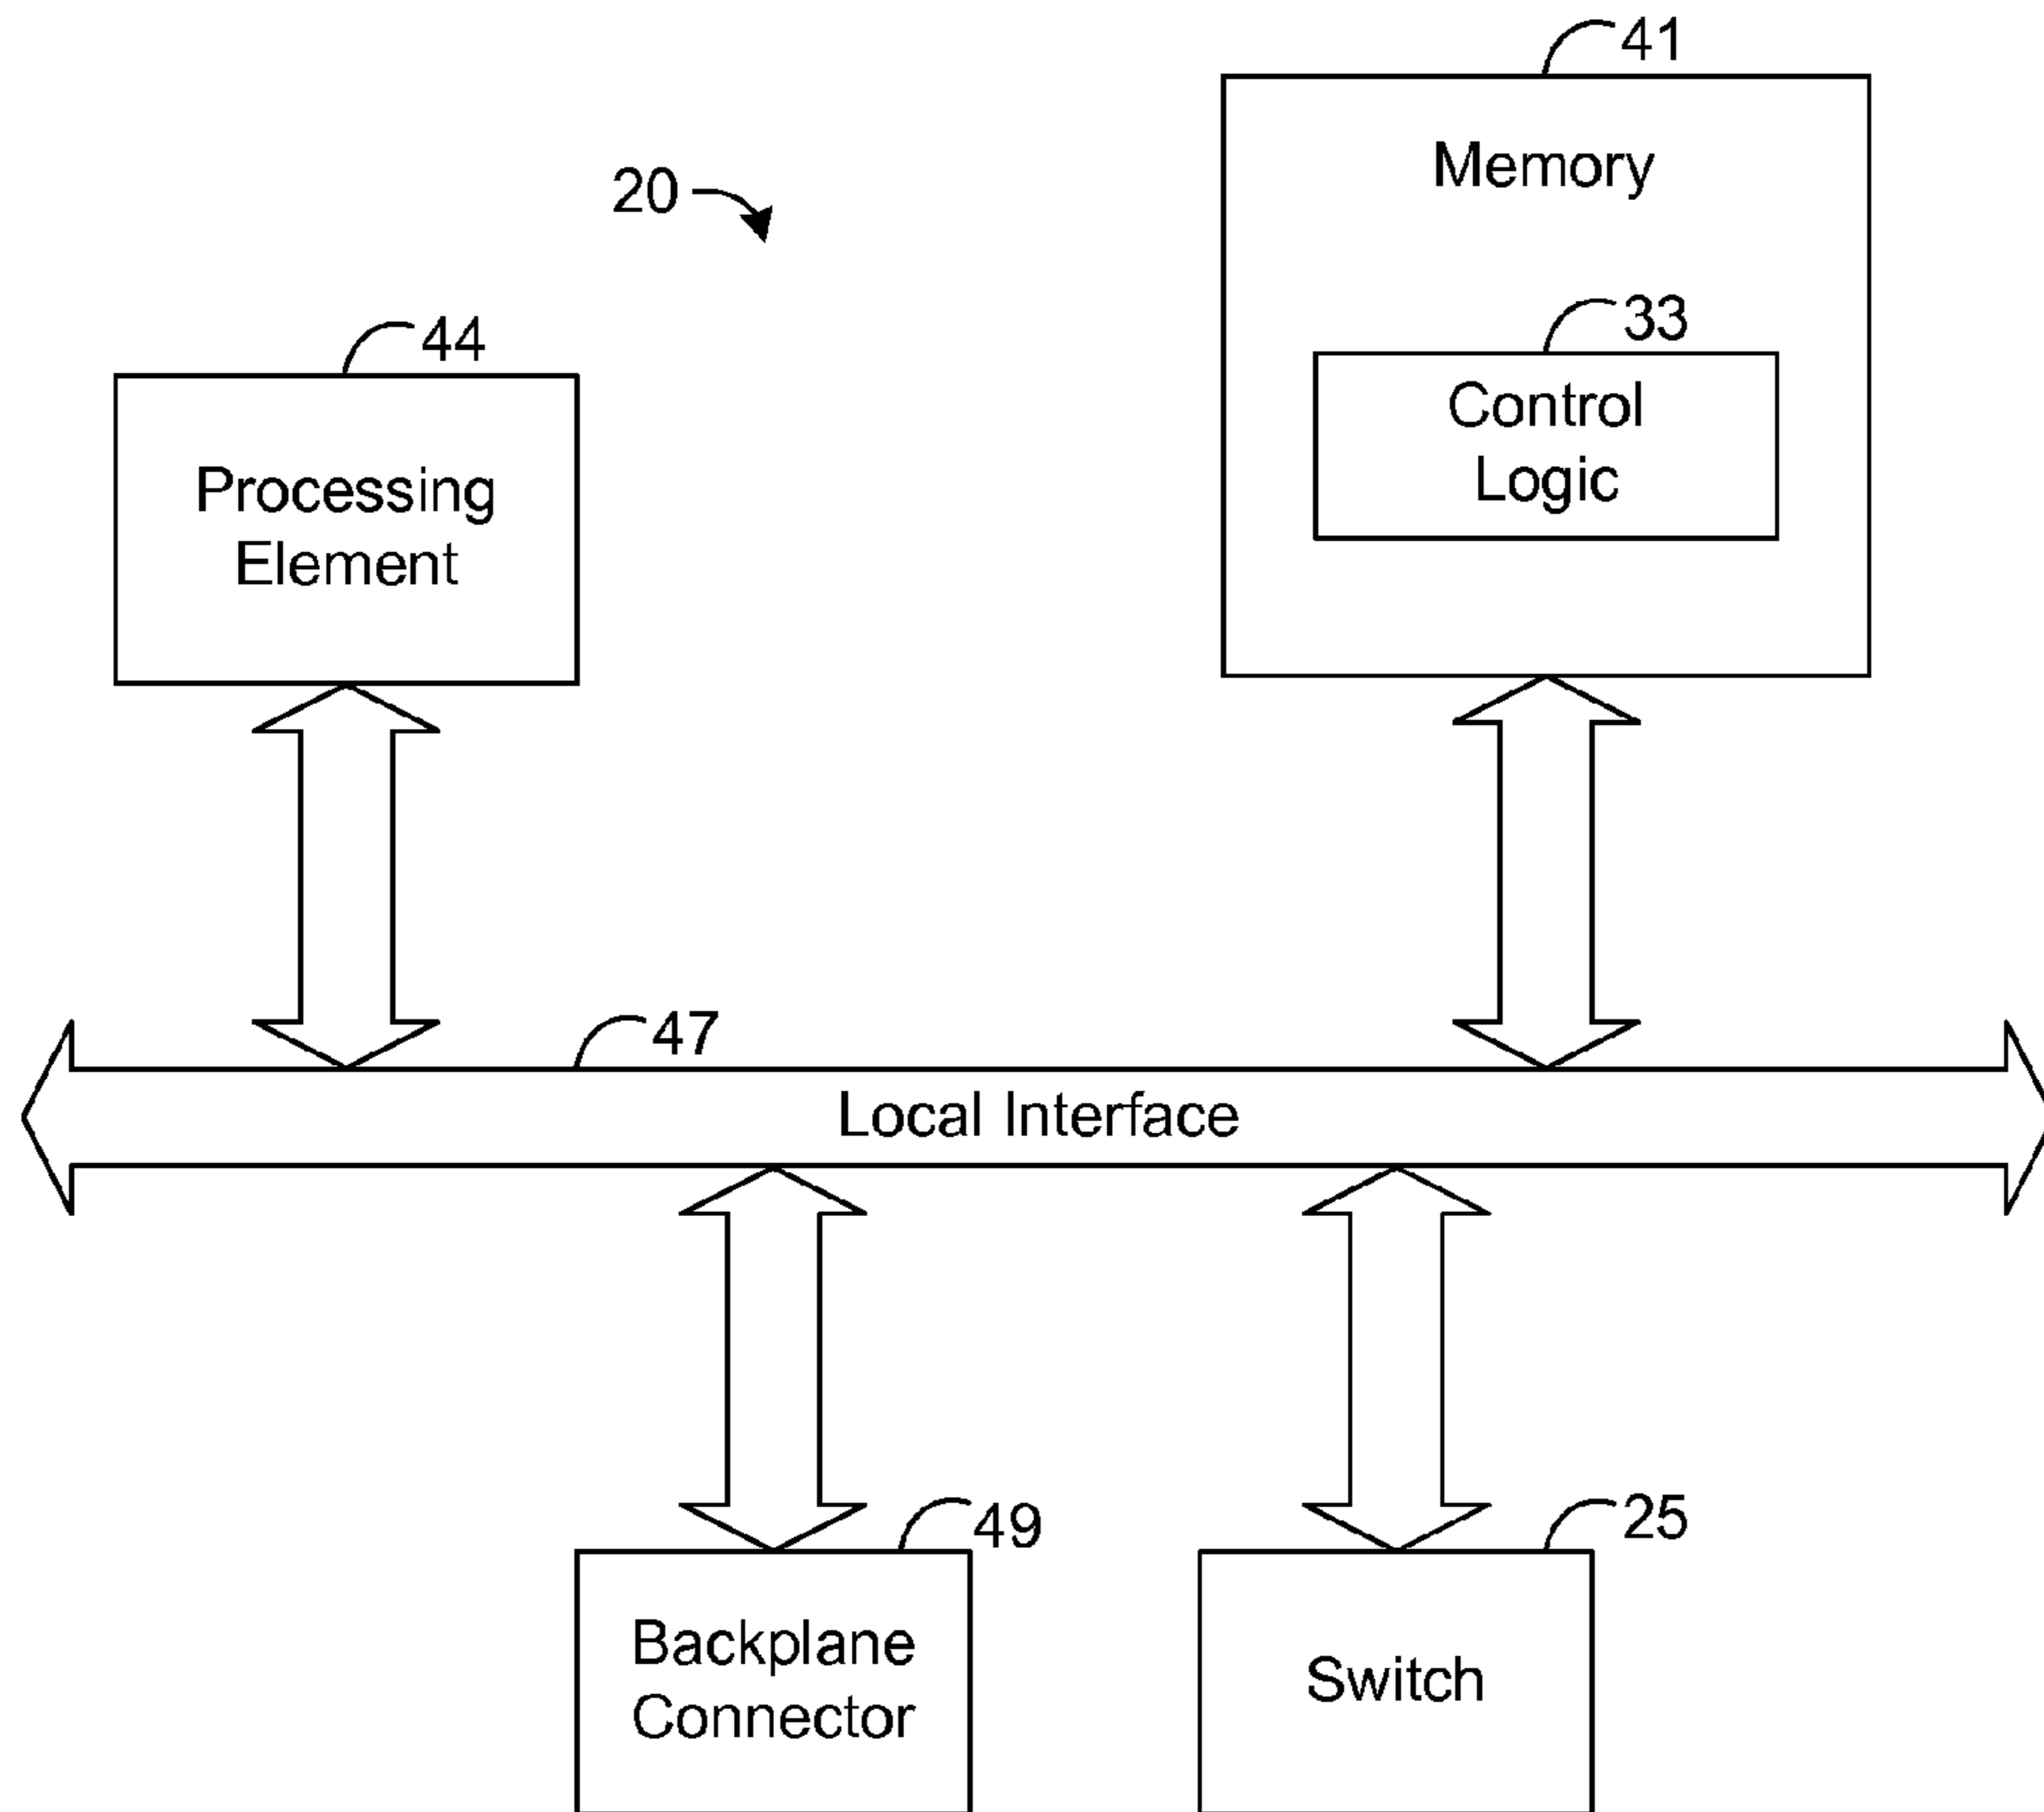 41
Memory
20
33
Control
Logic
44
Processing
Element
47
Local Interface
49
Backplane
Connector
25
Switch